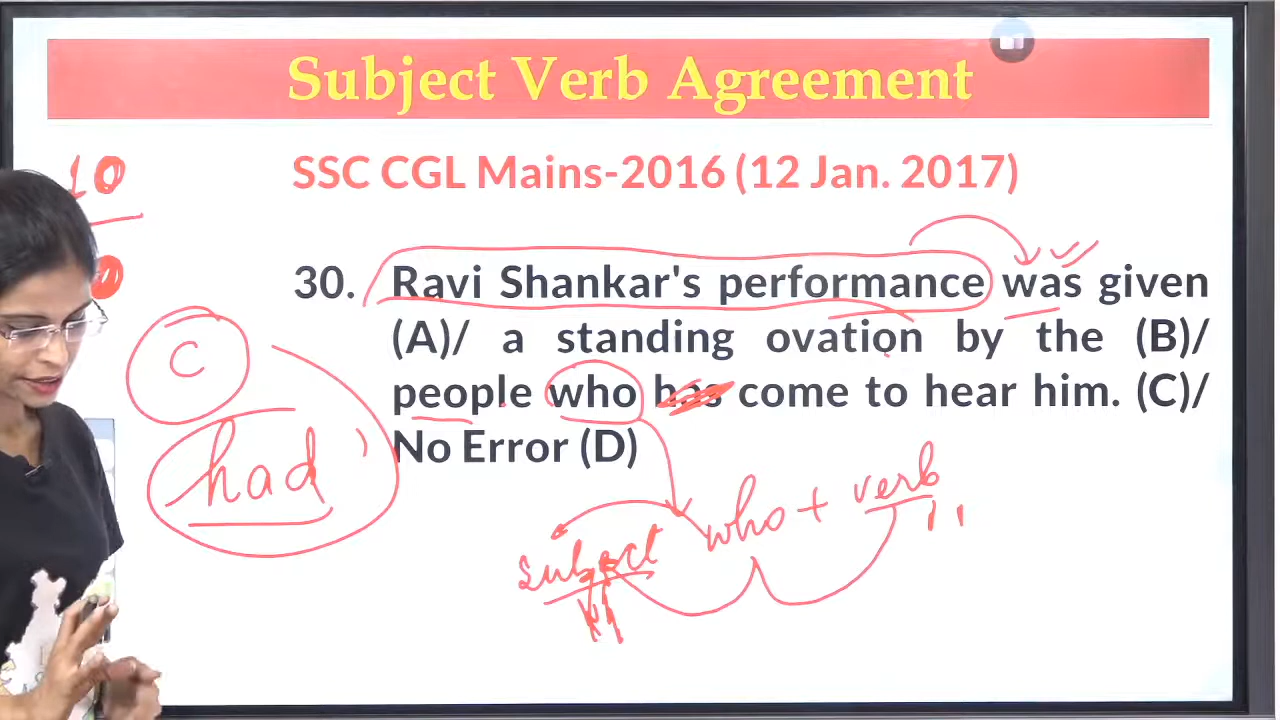 Subject Verb Agreement
10
SSC CGL Mains-2016 (12 Jan. 2017)
0
30. Ravi Shankar's performance was given
(A)/ a standing ovation by the (B)/
C
people who has come to hear him. (C)/
had
No Error (D)
subject who + verb